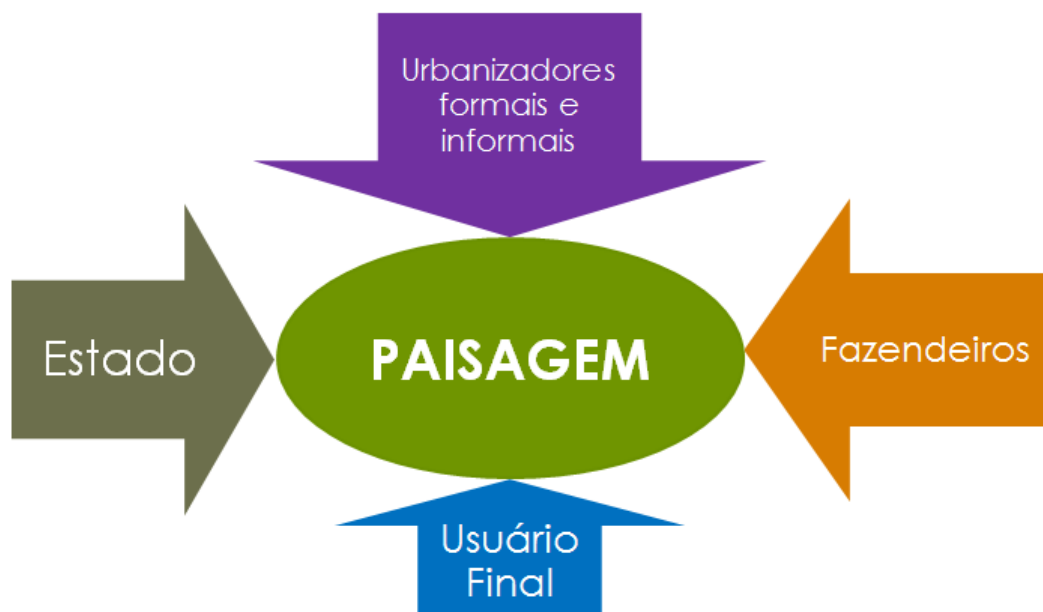 Urbanizadores
formais e
informais
Estado
PAISAGEM
Fazendeiros
Usuário
Final